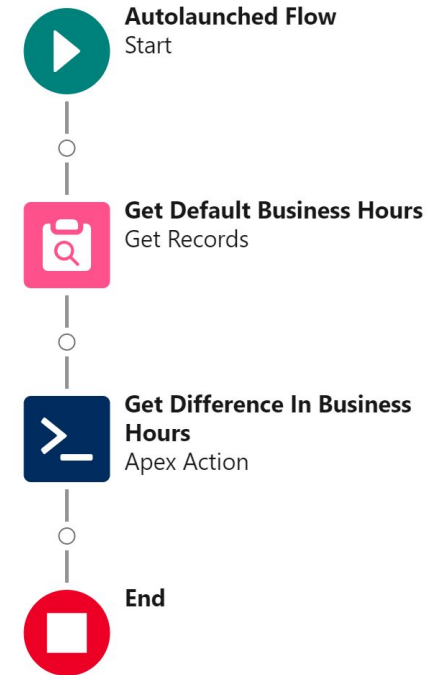 Autolaunched Flow
Start
Get Default Business Hours
Get Records
Get Difference In Business
Hours
Apex Action
End